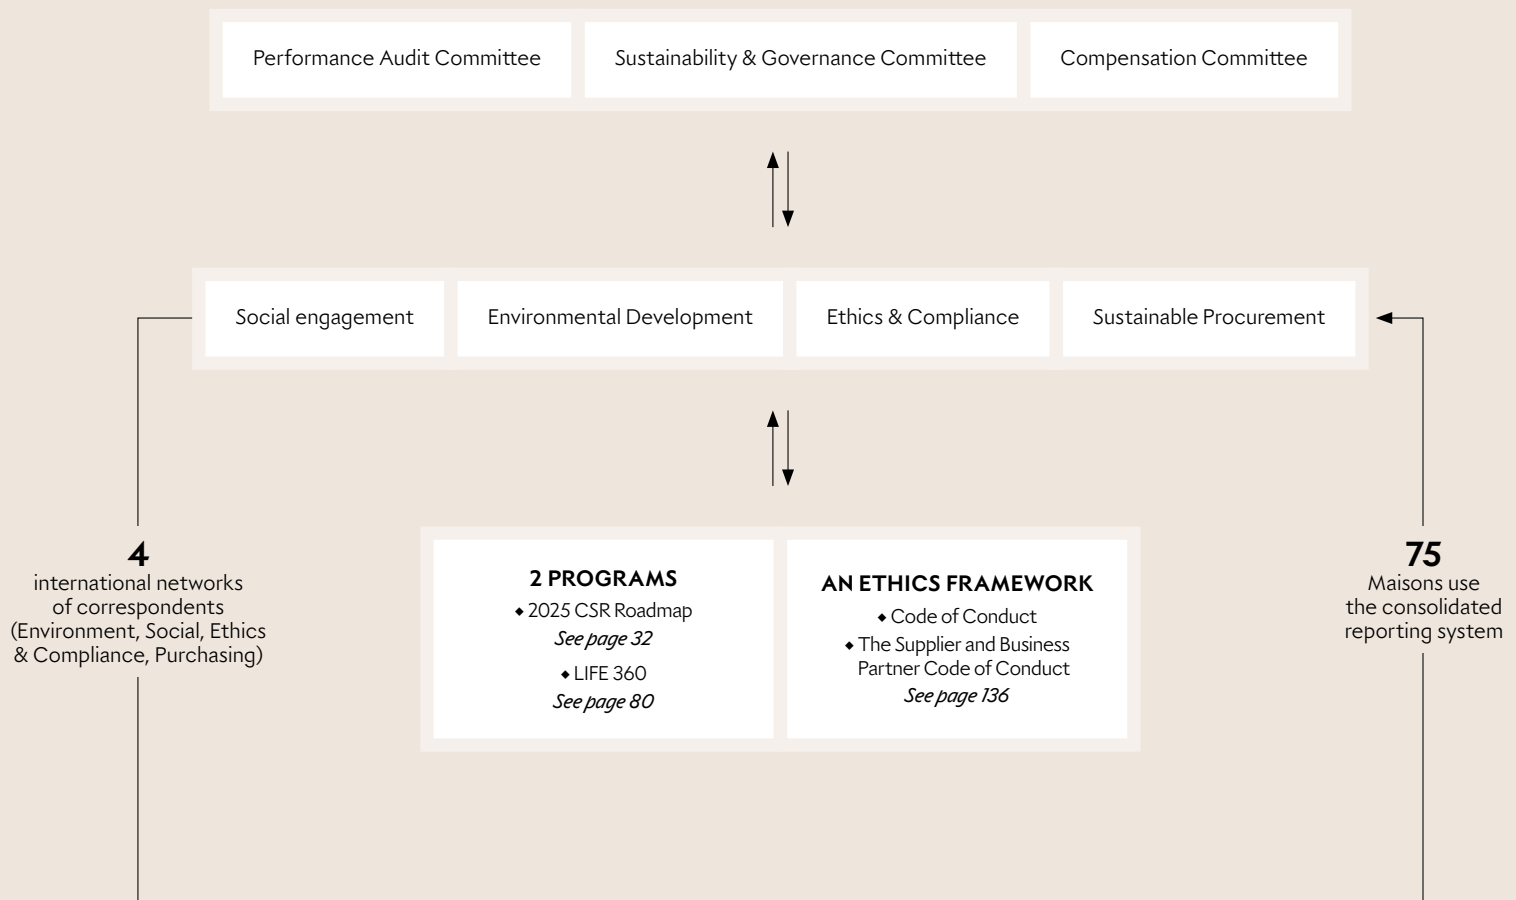 Performance Audit Committee
Sustainability & Governance Committee
Compensation Committee
Social engagement
Environmental Development
Ethics & Compliance
Sustainable Procurement
4
international networks
of correspondents
(Environment, Social, Ethics
& Compliance, Purchasing)
2 PROGRAMS
◆ 2025 CSR Roadmap
See page 32
◆ LIFE 360
See page 80
AN ETHICS FRAMEWORK
◆ Code of Conduct
◆ The Supplier and Business
Partner Code of Conduct
See page 136
75
Maisons use
the consolidated
reporting system